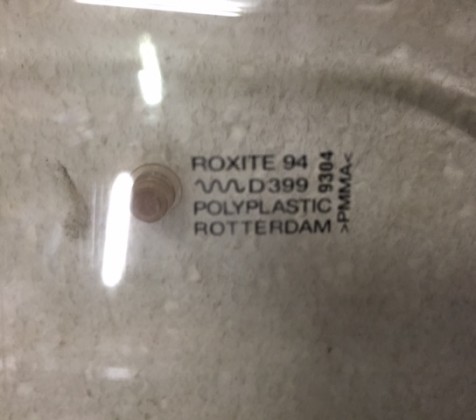 ROXITE 94
D399
POLYPLASTIC
ROTTERDAM
9304
>PMMA<